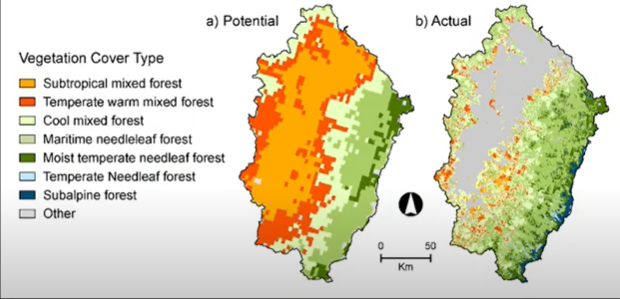 a) Potential
b) Actual
Vegetation Cover Type
Subtropical mixed forest
Temperate warm mixed forest
Cool mixed forest
Maritime needleleaf forest
Moist temperate needleaf forest
Temperate Needleaf forest
Subalpine forest
Other
0 50
Km